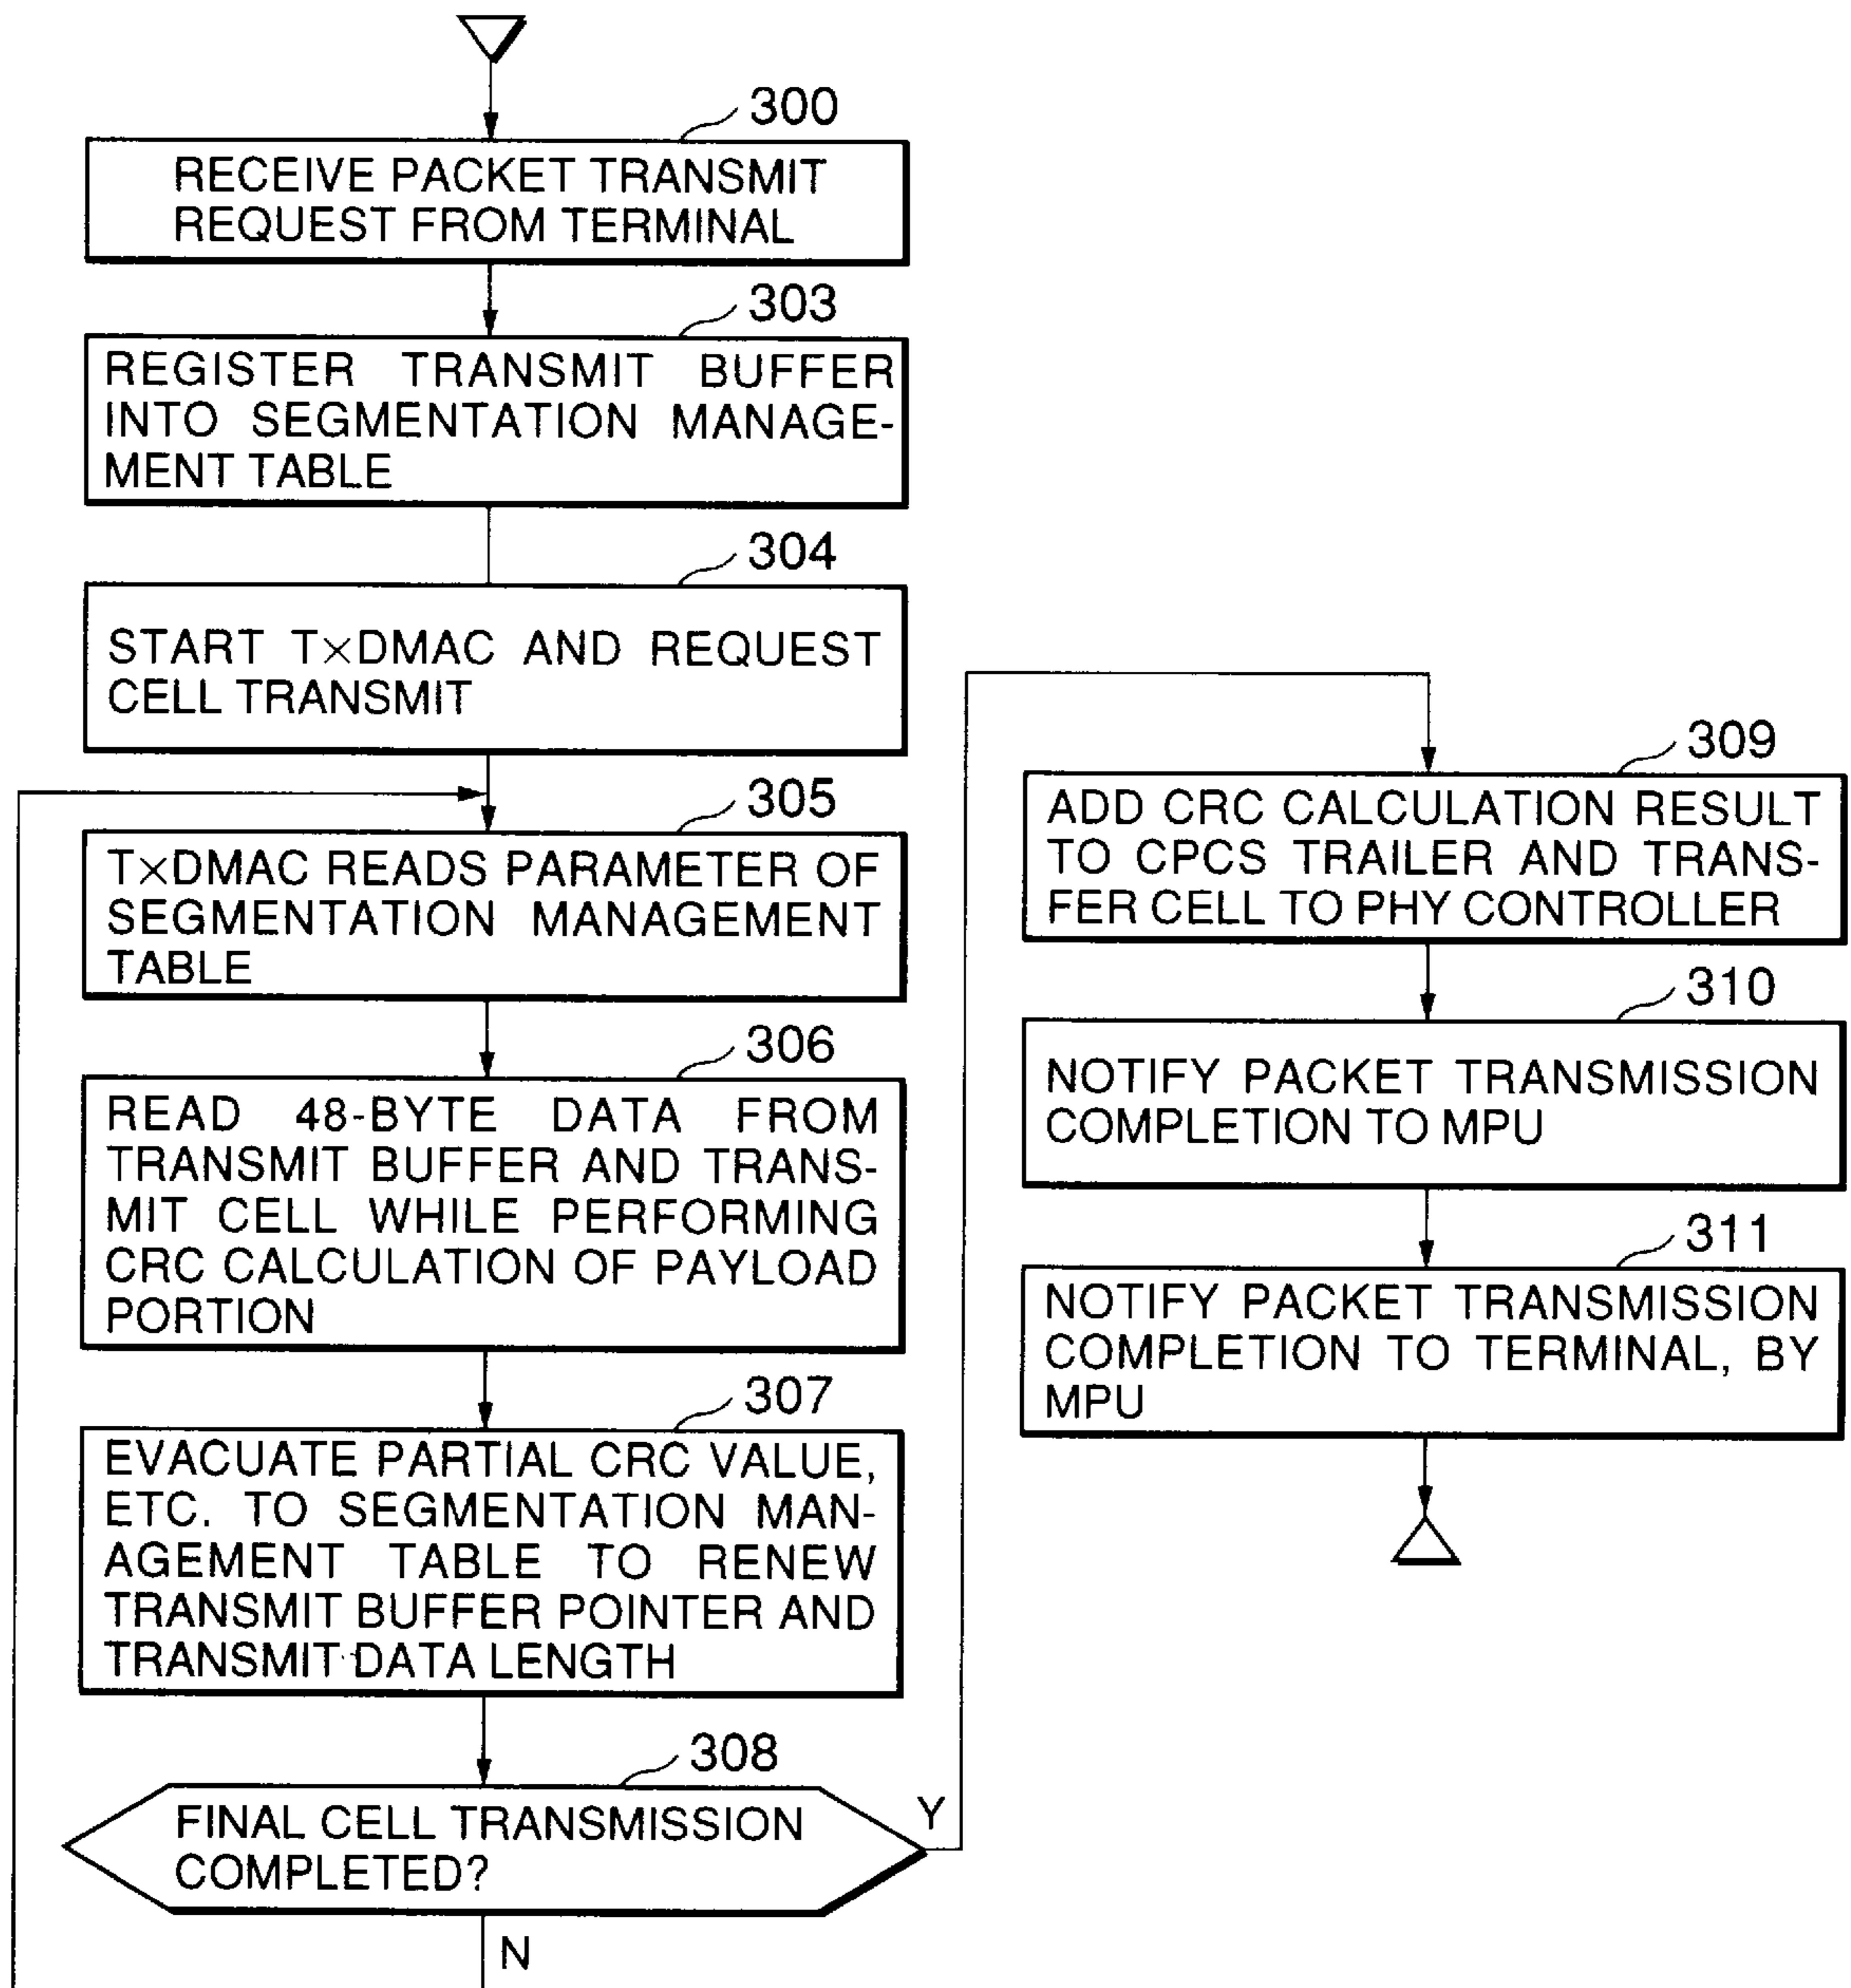 300
RECEIVE PACKET TRANSMIT
REQUEST FROM TERMINAL
303
REGISTER TRANSMIT BUFFER
INTO SEGMENTATION MANAGE-
MENT TABLE
304
START T×DMAC AND REQUEST
CELL TRANSMIT
305
T×DMAC READS PARAMETER OF
SEGMENTATION MANAGEMENT
TABLE
306
READ 48-BYTE DATA FROM
TRANSMIT BUFFER AND TRANS-
MIT CELL WHILE PERFORMING
CRC CALCULATION OF PAYLOAD
PORTION
307
EVACUATE PARTIAL CRC VALUE,
ETC. TO SEGMENTATION MAN-
AGEMENT TABLE TO RENEW
TRANSMIT BUFFER POINTER AND
TRANSMIT DATA LENGTH
308
FINAL CELL TRANSMISSION
COMPLETED?
Y
N
309
ADD CRC CALCULATION RESULT
TO CPCS TRAILER AND TRANS-
FER CELL TO PHY CONTROLLER
310
NOTIFY PACKET TRANSMISSION
COMPLETION TO MPU
311
NOTIFY PACKET TRANSMISSION
COMPLETION TO TERMINAL, BY
MPU